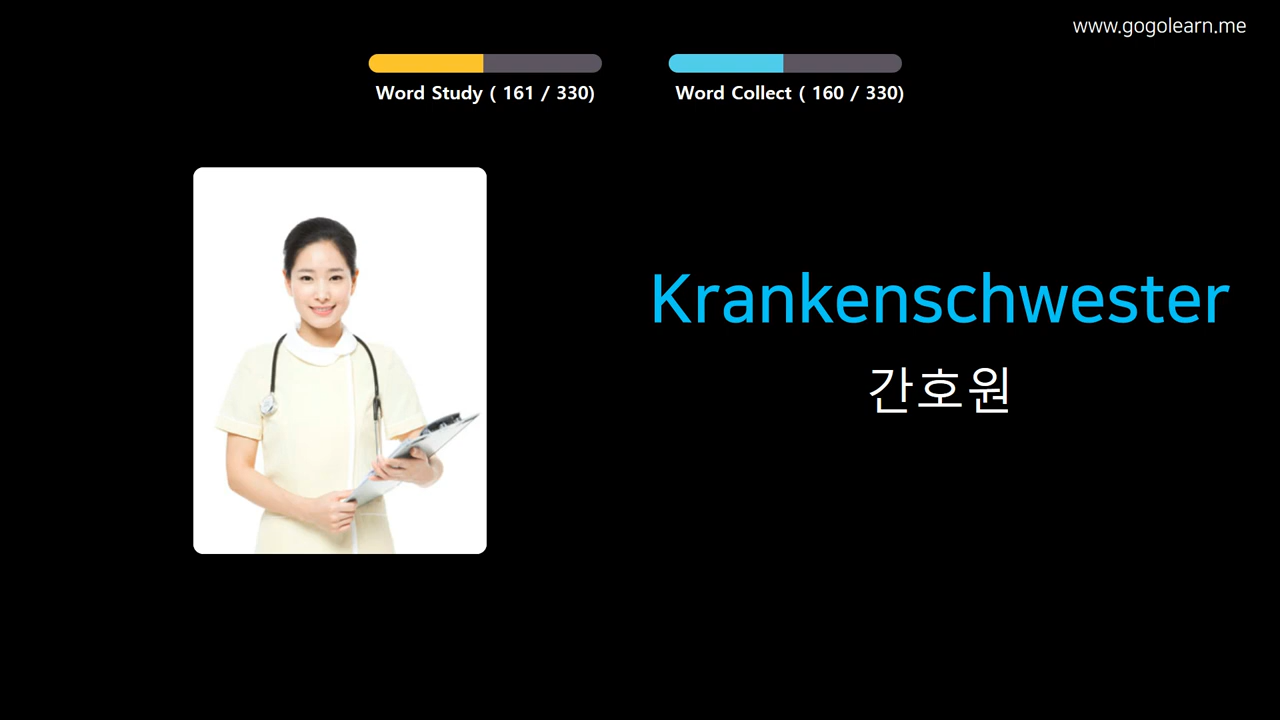 www.gogolearn.me
Word Study ( 161 / 330)
Word Collect ( 160 / 330)
Krankenschwester
간호원